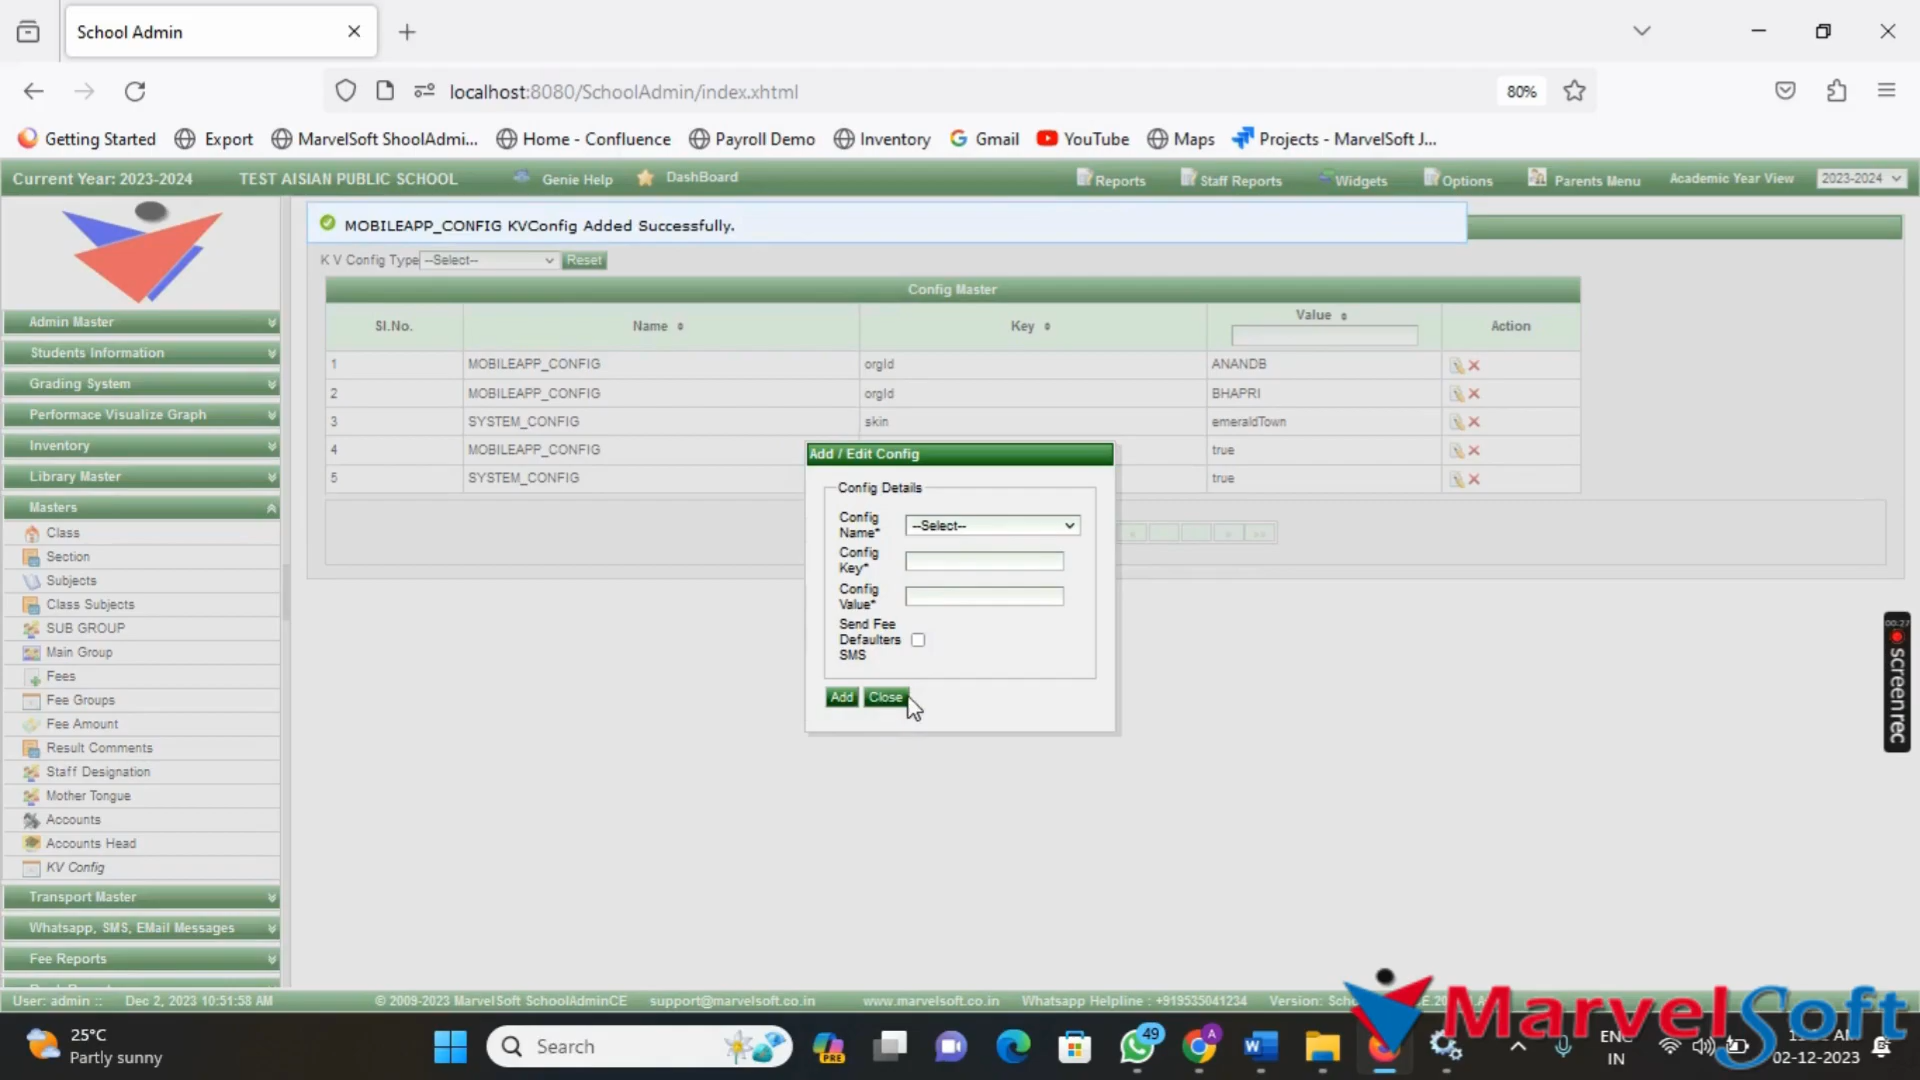 School Admin
localhost:8080/SchoolAdmin/index.xhtml
80%
Getting Started
Export
MarvelSoft ShoolAdmi...
Home - Confluence
Payroll Demo
Inventory
Gmail
YouTube
Maps
Projects - MarvelSoft J...
Current Year: 2023-2024
TEST AISIAN PUBLIC SCHOOL
Genie Help
DashBoard
Reports
Staff Reports
Widgets
Options
Parents Menu
Academic Year View
2023-2024
MOBILEAPP_CONFIG KVConfig Added Successfully.
K V Config Type --Select-- Reset
Config Master
Sl.No. Name Key Value Action
1 MOBILEAPP_CONFIG orgId ANANDB
2 MOBILEAPP_CONFIG orgId BHAPRI
3 SYSTEM_CONFIG skin emeraldTown
4 MOBILEAPP_CONFIG true
5 SYSTEM_CONFIG true
Add / Edit Config
Config Details
Config
Name*
--Select--
Config
Key*
Config
Value*
Send Fee
Defaulters
SMS
Add Close
Admin Master
Students Information
Grading System
Performace Visualize Graph
Inventory
Library Master
Masters
Class
Section
Subjects
Class Subjects
SUB GROUP
Main Group
Fees
Fee Groups
Fee Amount
Result Comments
Staff Designation
Mother Tongue
Accounts
Accounts Head
KV Config
Transport Master
Whatsapp, SMS, EMail Messages
Fee Reports
00:27
screenrec
User: admin :: Dec 2, 2023 10:51:58 AM
© 2009-2023 MarvelSoft SchoolAdminCE
support@marvelsoft.co.in
www.marvelsoft.co.in
Whatsapp Helpline : +919535041234
MarvelSoft
25°C
Partly sunny
Search
PRE
49
A
ENG
IN
02-12-2023